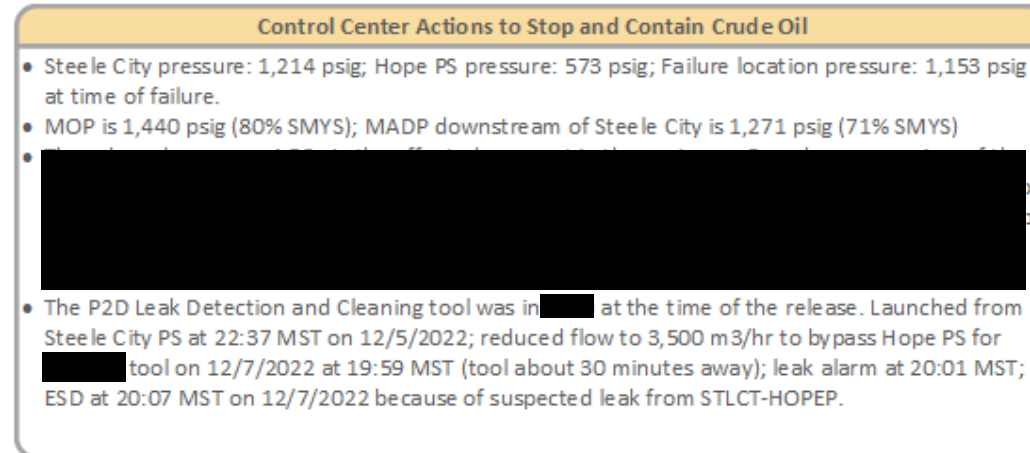 Control Center Actions to Stop and Contain Crude Oil
• Steele City pressure: 1,214 psig; Hope PS pressure: 573 psig; Failure location pressure: 1,153 psig
at time of failure.
• MOP is 1,440 psig (80% SMYS); MADP downstream of Steele City is 1,271 psig (71% SMYS)
•
• The P2D Leak Detection and Cleaning tool was in at the time of the release. Launched from
Steele City PS at 22:37 MST on 12/5/2022; reduced flow to 3,500 m3/hr to bypass Hope PS for
tool on 12/7/2022 at 19:59 MST (tool about 30 minutes away); leak alarm at 20:01 MST;
ESD at 20:07 MST on 12/7/2022 because of suspected leak from STLCT-HOPEP.